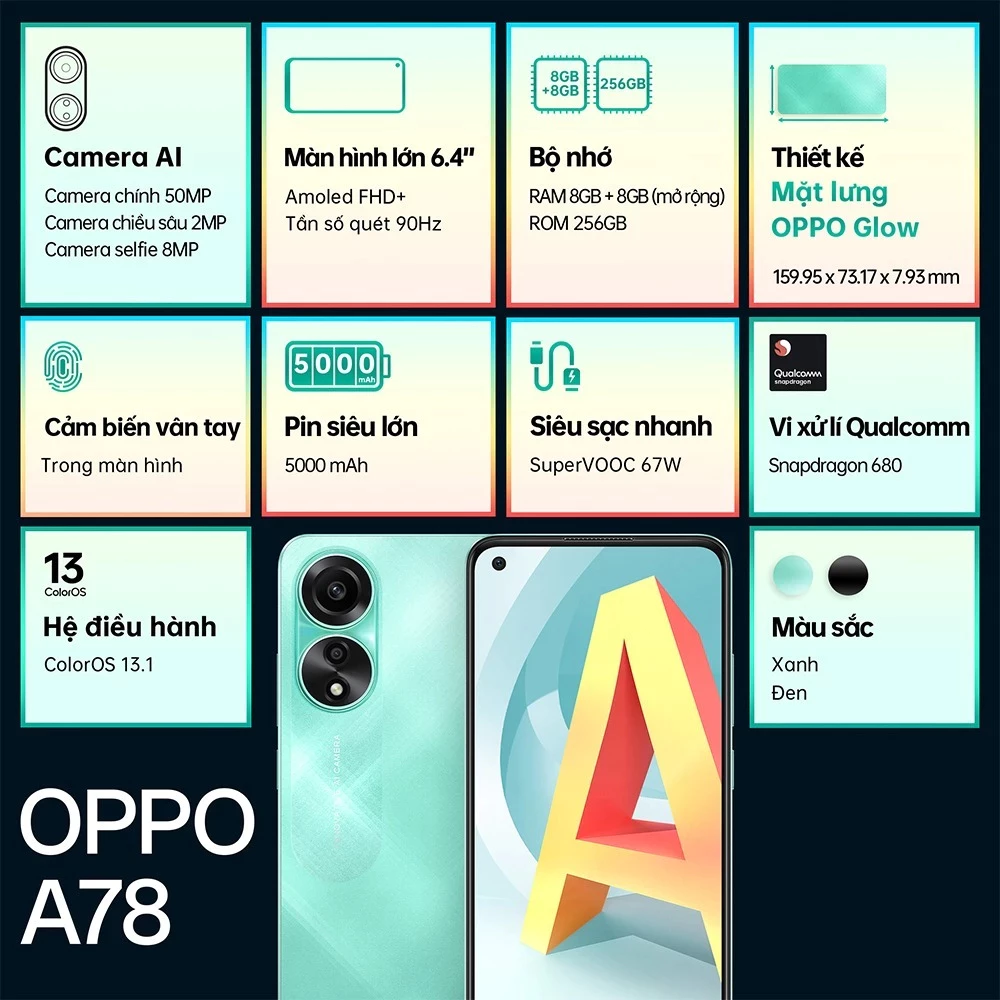 Camera AI
Camera chính 50MP
Camera chiều sâu 2MP
Camera selfie 8MP
Màn hình lớn 6.4"
Amoled FHD+
Tần số quét 90Hz
8GB
+8GB
256GB
Bộ nhớ
RAM 8GB + 8GB (mở rộng)
ROM 256GB
Thiết kế
Mặt lưng
OPPO Glow
159.95 x 73.17 x 7.93 mm
Cảm biến vân tay
Trong màn hình
5000
mAh
Pin siêu lớn
5000 mAh
Siêu sạc nhanh
SuperVOOC 67W
Qualcomm
snapdragon
Vi xử lí Qualcomm
Snapdragon 680
13
ColorOS
Hệ điều hành
ColorOS 13.1
Màu sắc
Xanh
Đen
AI CAMERA
A
OPPO
A78